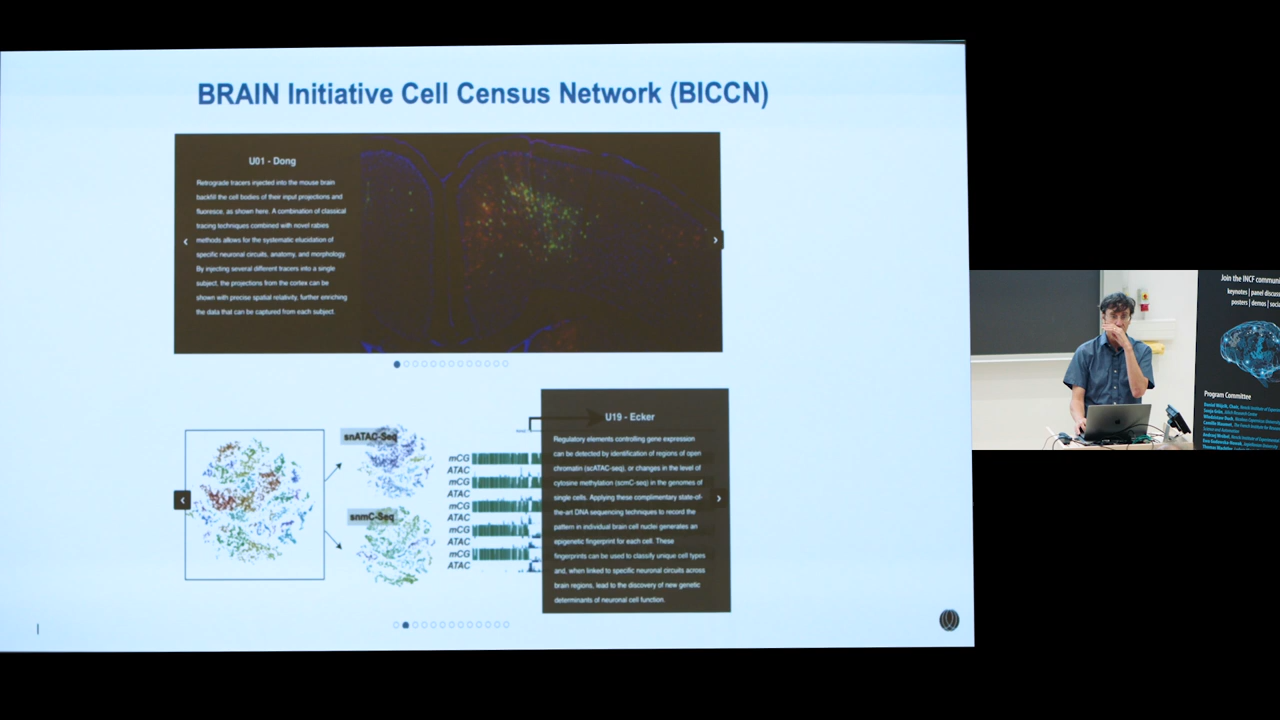 BRAIN Initiative Cell Census Network (BICCN)
U01 - Dong
Retrograde tracers injected into the mouse brain
backfill the cell bodies of their input projections and
fluoresce, as shown here. A combination of classical
tracing techniques combined with novel rabies
methods allows for the systematic elucidation of
specific neuronal circuits, anatomy, and morphology.
By injecting several different tracers into a single
subject, the projections from the cortex can be
shown with precise spatial relativity, further enriching
the data that can be captured from each subject.
snATAC-Seq
snmC-Seq
mCG
ATAC
mCG
ATAC
mCG
ATAC
mCG
ATAC
mCG
ATAC
U19 - Ecker
Regulatory elements controlling gene expression
can be detected by identification of regions of open
chromatin (scATAC-seq), or changes in the level of
cytosine methylation (scmC-seq) in the genomes of
single cells. Applying these complimentary state-of-
the-art DNA sequencing techniques to record the
pattern in individual brain cell nuclei generates an
epigenetic fingerprint for each cell. These
fingerprints can be used to classify unique cell types
and, when linked to specific neuronal circuits across
brain regions, lead to the discovery of new genetic
determinants of neuronal cell function.
Join the INCF
keynotes | panel
posters | demos |
Program Committee